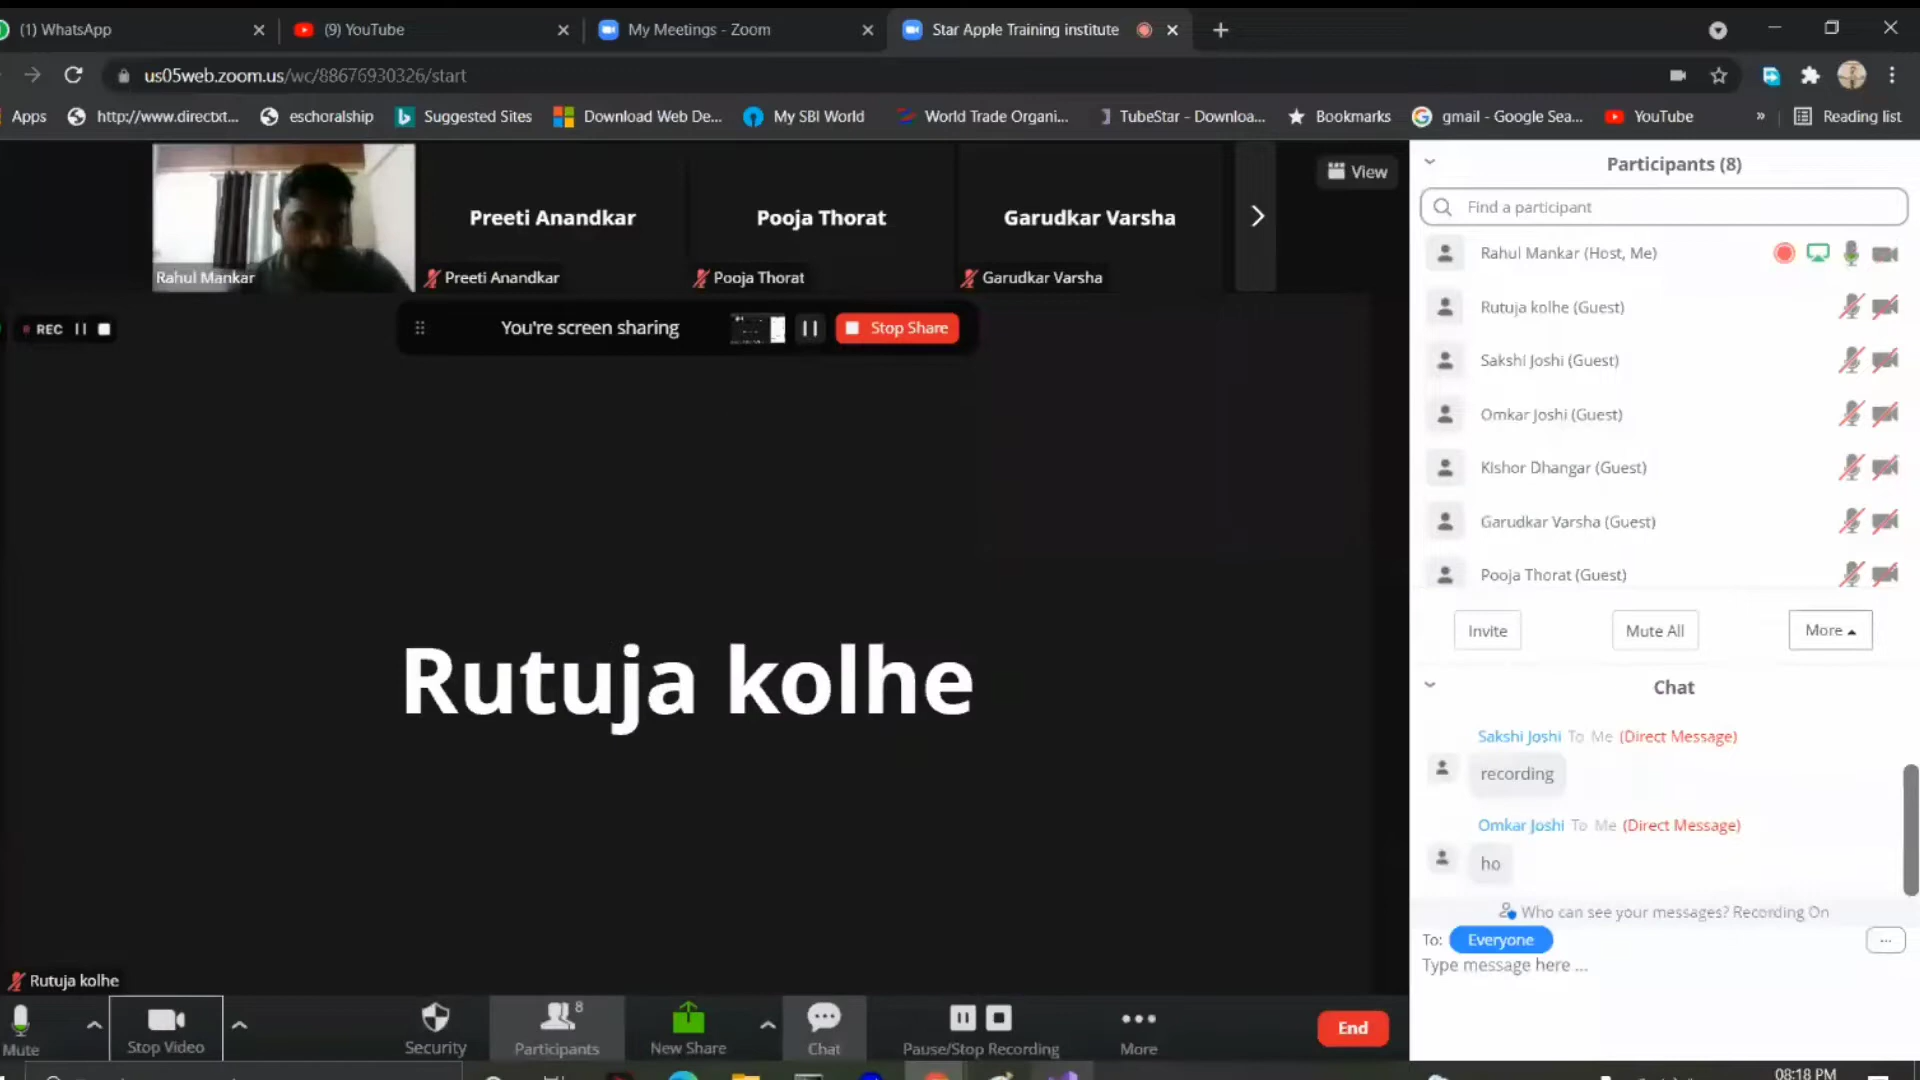 (1) WhatsApp
(9) YouTube
My Meetings - Zoom
Star Apple Training institute
us05web.zoom.us/wc/88676930326/start
Apps
http://www.directxt...
eschoralship
Suggested Sites
Download Web De...
My SBI World
World Trade Organi...
TubeStar - Downloa...
Bookmarks
gmail - Google Sea...
YouTube
»
Reading list
Rahul Mankar
Preeti Anandkar
Preeti Anandkar
Pooja Thorat
Pooja Thorat
Garudkar Varsha
Garudkar Varsha
View
REC
You're screen sharing
Stop Share
Rutuja kolhe
Rutuja kolhe
Participants (8)
Find a participant
Rahul Mankar (Host, Me)
Rutuja kolhe (Guest)
Sakshi Joshi (Guest)
Omkar Joshi (Guest)
Kishor Dhangar (Guest)
Garudkar Varsha (Guest)
Pooja Thorat (Guest)
Invite
Mute All
More
Chat
Sakshi Joshi To Me (Direct Message)
recording
Omkar Joshi To Me (Direct Message)
ho
Who can see your messages? Recording On
To: Everyone
Type message here ...
Mute
Stop Video
Security
8
Participants
New Share
Chat
Pause/Stop Recording
More
End
08:18 PM